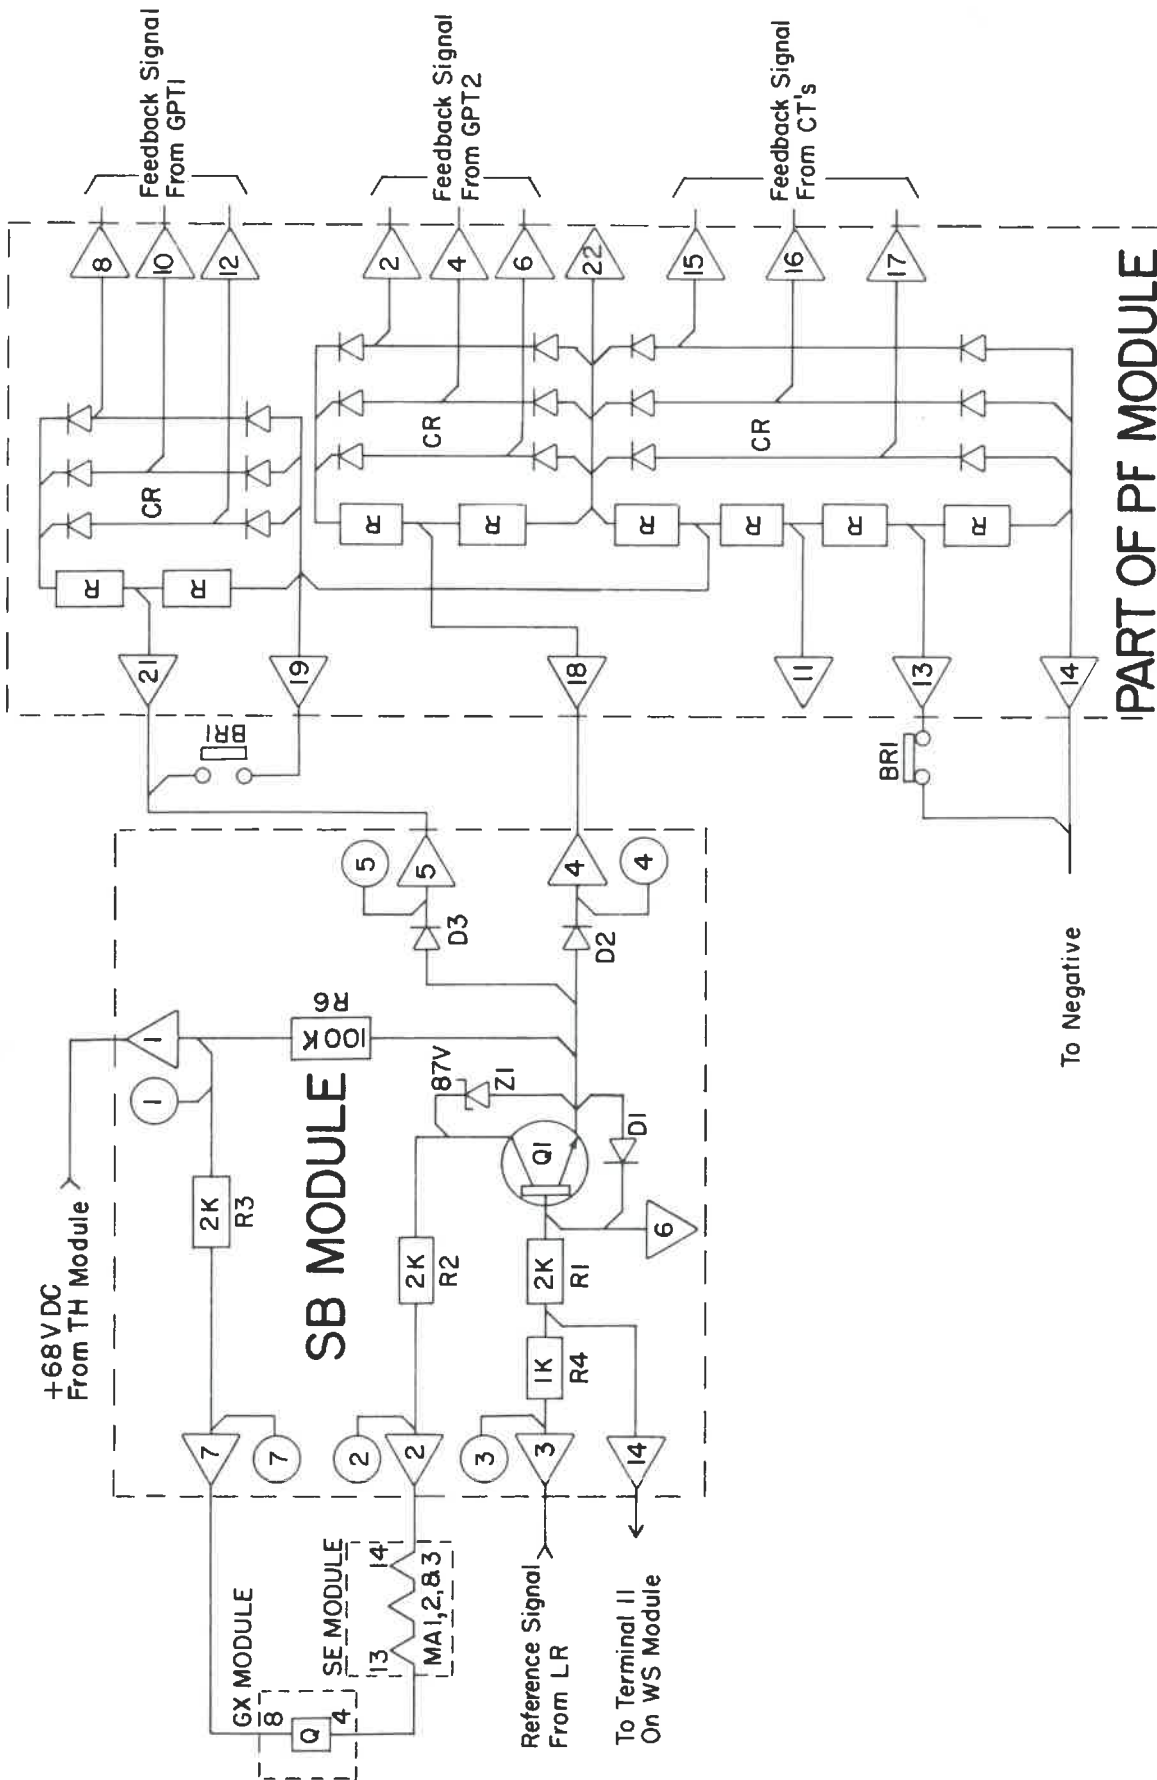 Feedback Signal
From GPT1
Feedback Signal
From GPT2
Feedback Signal
From CT's
8
10
12
2
4
6
22
15
16
17
CR
CR
CR
R
R
R
R
R
R
R
R
21
19
18
11
13
14
PART OF PF MODULE
BR1
BR1
To Negative
+68V DC
From TH Module
1
1
5
5
4
4
D3
D2
100K
R6
87V
Z1
D1
Q1
6
2K
R3
SB MODULE
2K
R2
2K
R1
1K
R4
7
7
2
2
3
3
14
GX MODULE
8
Q
4
SE MODULE
13
14
MA1,2,&3
Reference Signal
From LR
To Terminal 11
On WS Module